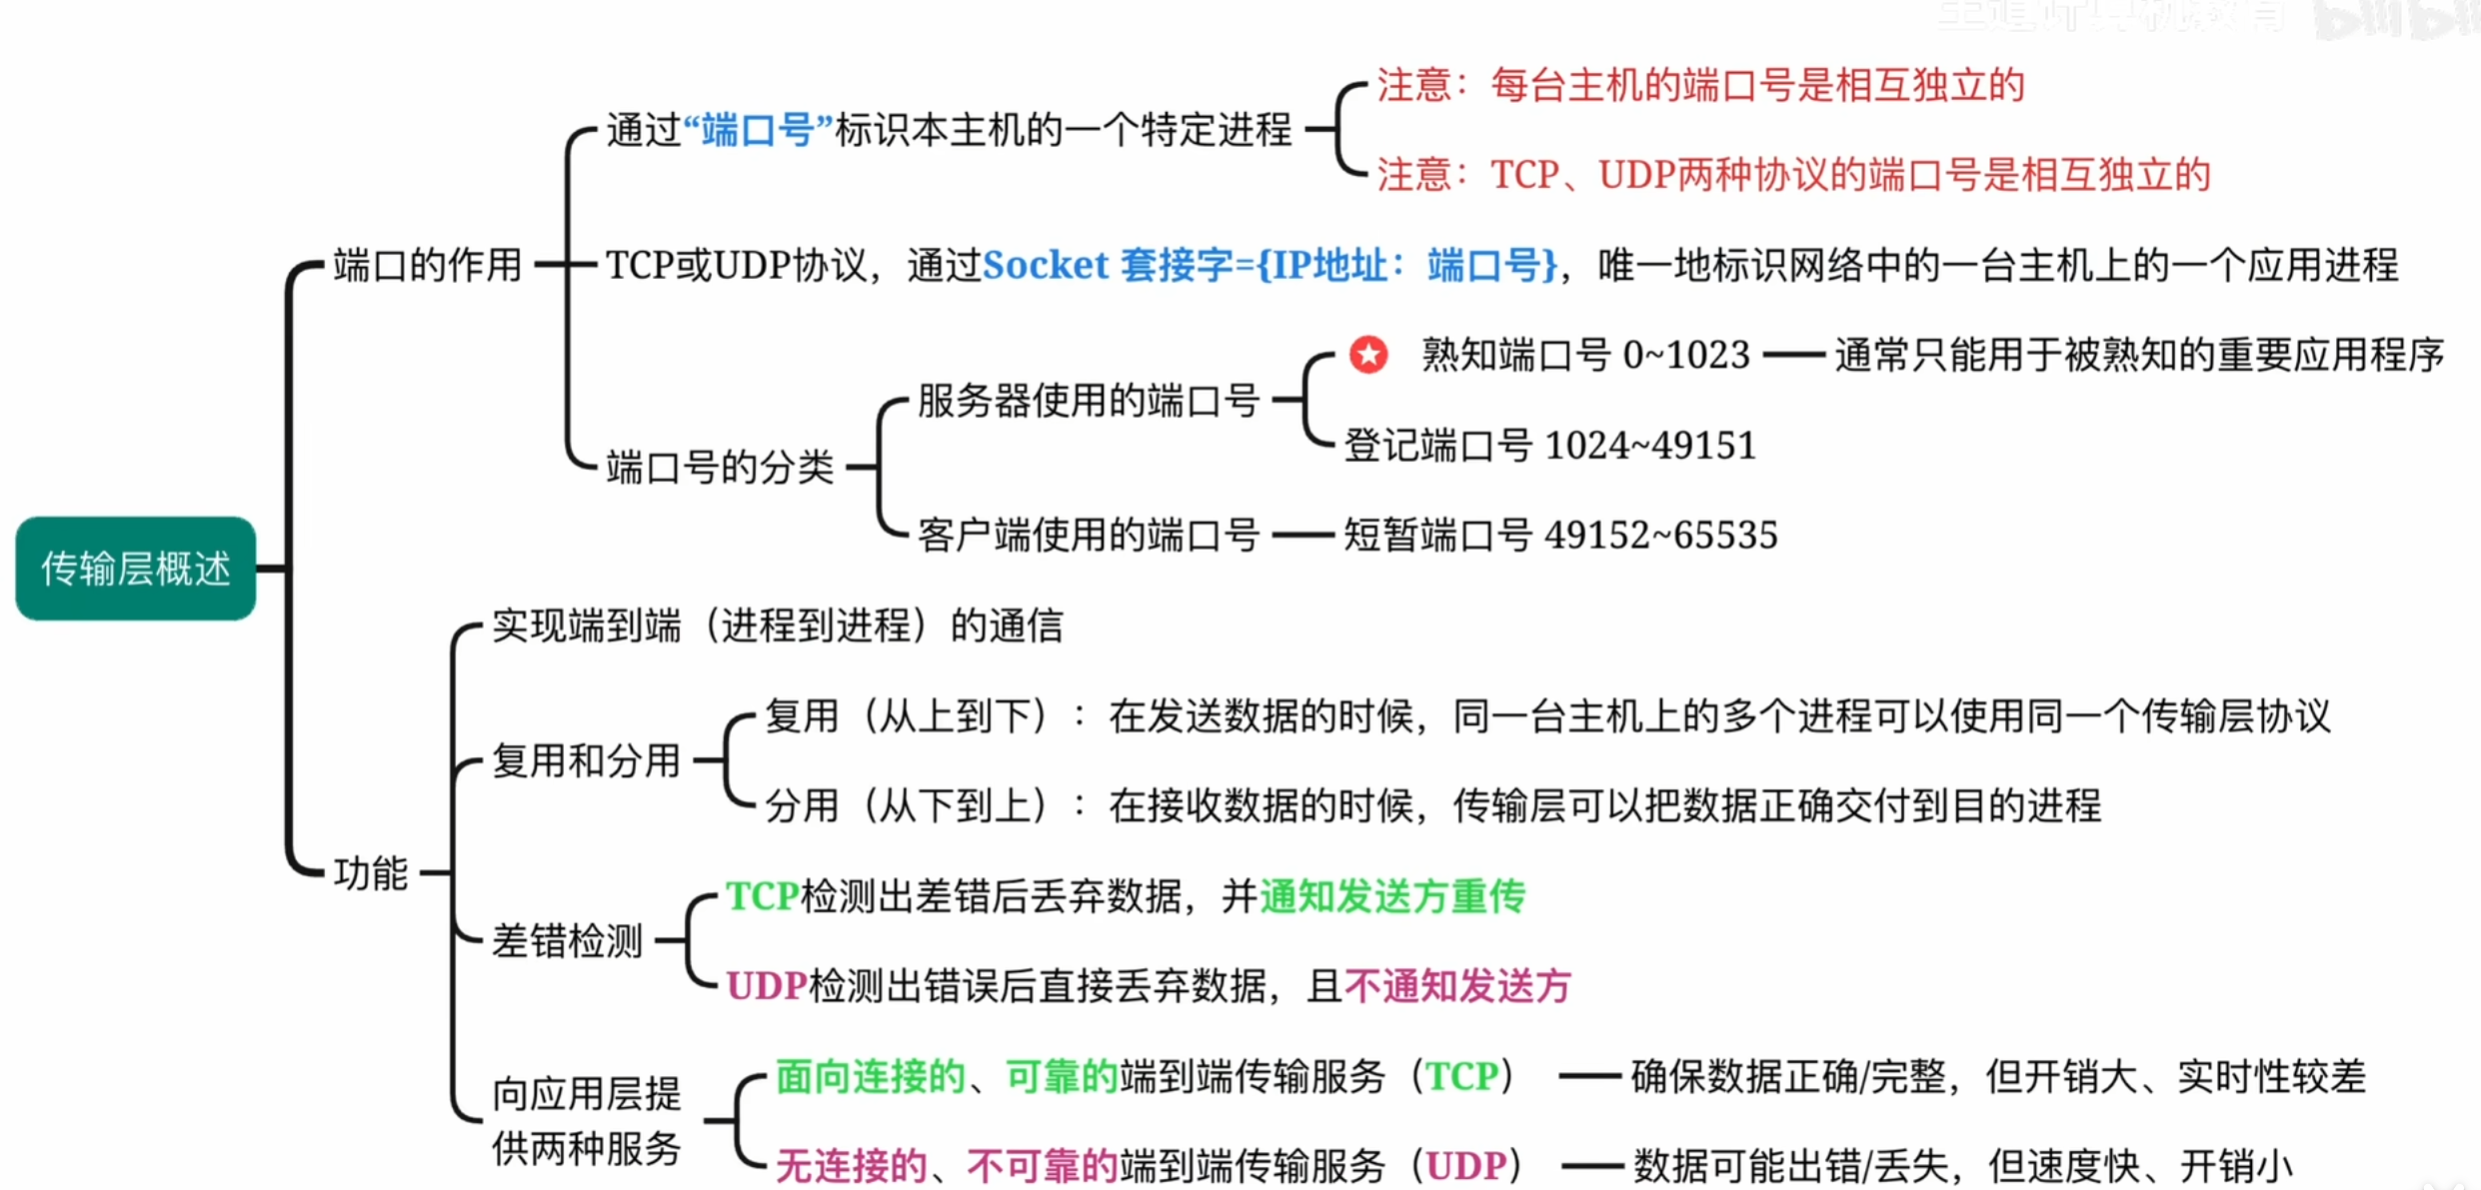 王道计算机教育 bilibili
注意：每台主机的端口号是相互独立的
通过“端口号”标识本主机的一个特定进程
注意：TCP、UDP两种协议的端口号是相互独立的
端口的作用
TCP或UDP协议，通过Socket 套接字={IP地址：端口号}，唯一地标识网络中的一台主机上的一个应用进程
熟知端口号 0~1023
通常只能用于被熟知的重要应用程序
服务器使用的端口号
登记端口号 1024~49151
端口号的分类
客户端使用的端口号
短暂端口号 49152~65535
传输层概述
实现端到端（进程到进程）的通信
复用（从上到下）：在发送数据的时候，同一台主机上的多个进程可以使用同一个传输层协议
复用和分用
分用（从下到上）：在接收数据的时候，传输层可以把数据正确交付到目的进程
功能
TCP检测出差错后丢弃数据，并通知发送方重传
差错检测
UDP检测出错误后直接丢弃数据，且不通知发送方
向应用层提
供两种服务
面向连接的、可靠的端到端传输服务（TCP）
确保数据正确/完整，但开销大、实时性较差
无连接的、不可靠的端到端传输服务（UDP）
数据可能出错/丢失，但速度快、开销小